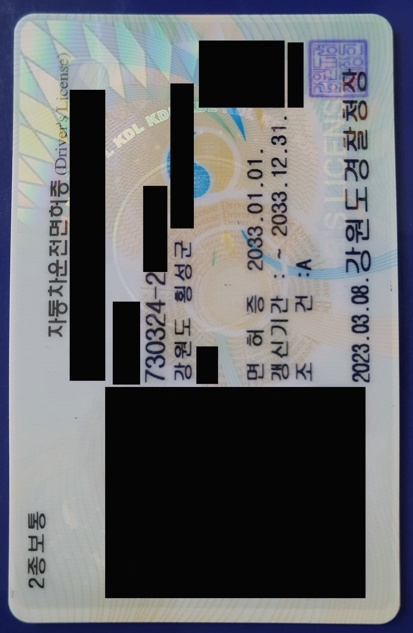 2종보통
자동차운전면허증 (Driver's License)
730324-2
강원도 횡성군
면 허 증 2033.01.01.
갱신기간 : ~ 2033.12.31.
조 건 :A
2023.03.08. 강원도경찰청장